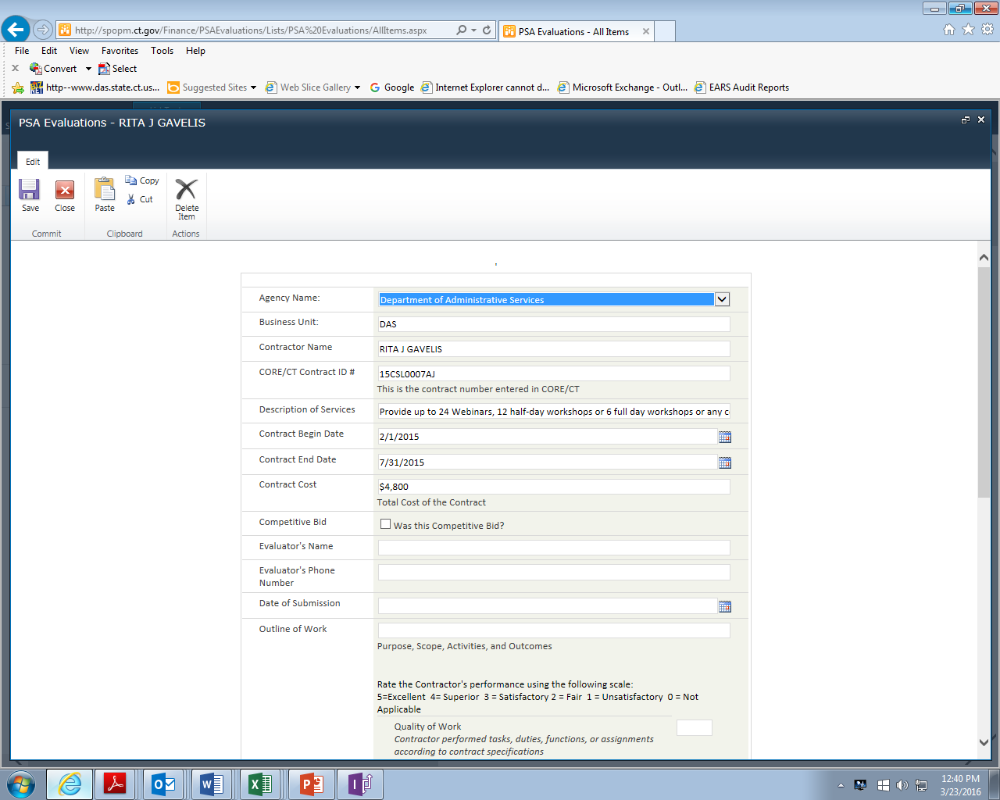 http://spopm.ct.gov/Finance/PSAEvaluations/Lists/PSA%20Evaluations/AllItems.aspx
PSA Evaluations - All Items
File Edit View Favorites Tools Help
Convert Select
http--www.das.state.ct.us... Suggested Sites Web Slice Gallery Google Internet Explorer cannot d... Microsoft Exchange - Outl... EARS Audit Reports
PSA Evaluations - RITA J GAVELIS
Edit
Save Close Paste Copy Cut Delete Item
Commit Clipboard Actions
Agency Name: Department of Administrative Services
Business Unit: DAS
Contractor Name RITA J GAVELIS
CORE/CT Contract ID # 15CSL0007AJ
This is the contract number entered in CORE/CT
Description of Services Provide up to 24 Webinars, 12 half-day workshops or 6 full day workshops or any c
Contract Begin Date 2/1/2015
Contract End Date 7/31/2015
Contract Cost $4,800
Total Cost of the Contract
Competitive Bid Was this Competitive Bid?
Evaluator's Name
Evaluator's Phone
Number
Date of Submission
Outline of Work
Purpose, Scope, Activities, and Outcomes
Rate the Contractor's performance using the following scale:
5=Excellent 4= Superior 3 = Satisfactory 2 = Fair 1 = Unsatisfactory 0 = Not
Applicable
Quality of Work
Contractor performed tasks, duties, functions, or assignments
according to contract specifications
12:40 PM
3/23/2016